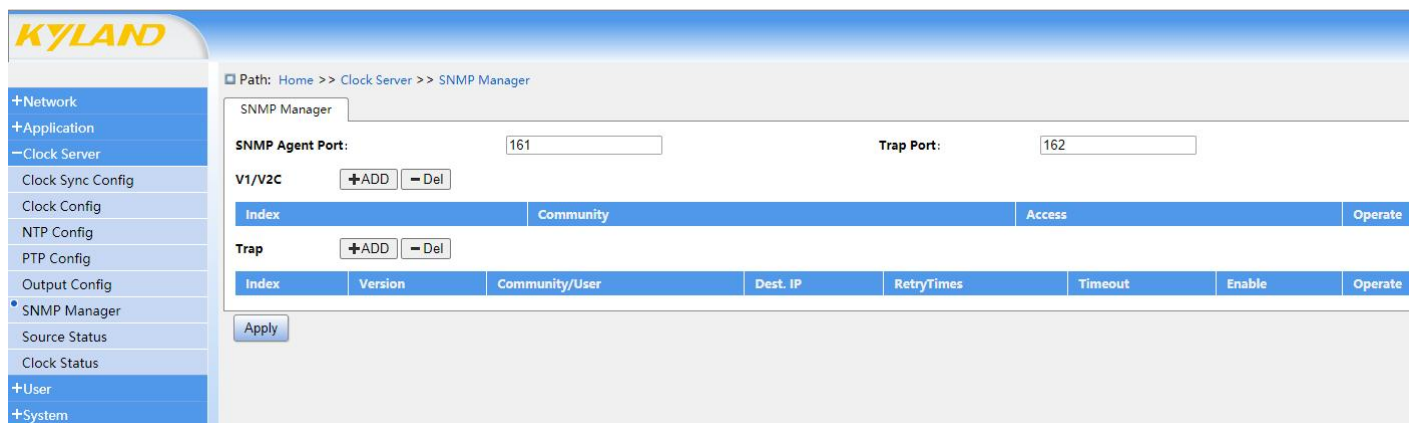 KYLAND
Path: Home >> Clock Server >> SNMP Manager
+Network
+Application
−Clock Server
Clock Sync Config
Clock Config
NTP Config
PTP Config
Output Config
SNMP Manager
Source Status
Clock Status
+User
+System
SNMP Manager
SNMP Agent Port: 161 Trap Port: 162
V1/V2C +ADD −Del
Index Community Access Operate
Trap +ADD −Del
Index Version Community/User Dest. IP RetryTimes Timeout Enable Operate
Apply